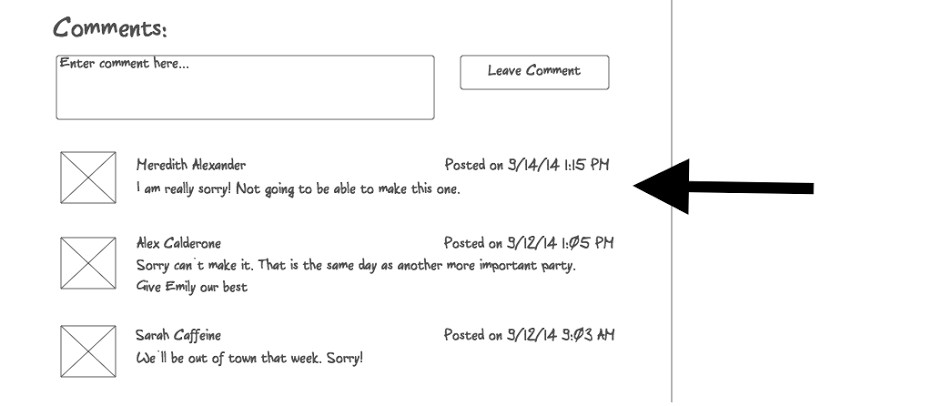 Comments:
Enter comment here...
Leave Comment
Meredith Alexander
Posted on 9/14/14 1:15 PM
I am really sorry! Not going to be able to make this one.
Alex Calderone
Posted on 9/12/14 1:05 PM
Sorry can't make it. That is the same day as another more important party.
Give Emily our best
Sarah Caffeine
Posted on 9/12/14 9:03 AM
We'll be out of town that week. Sorry!